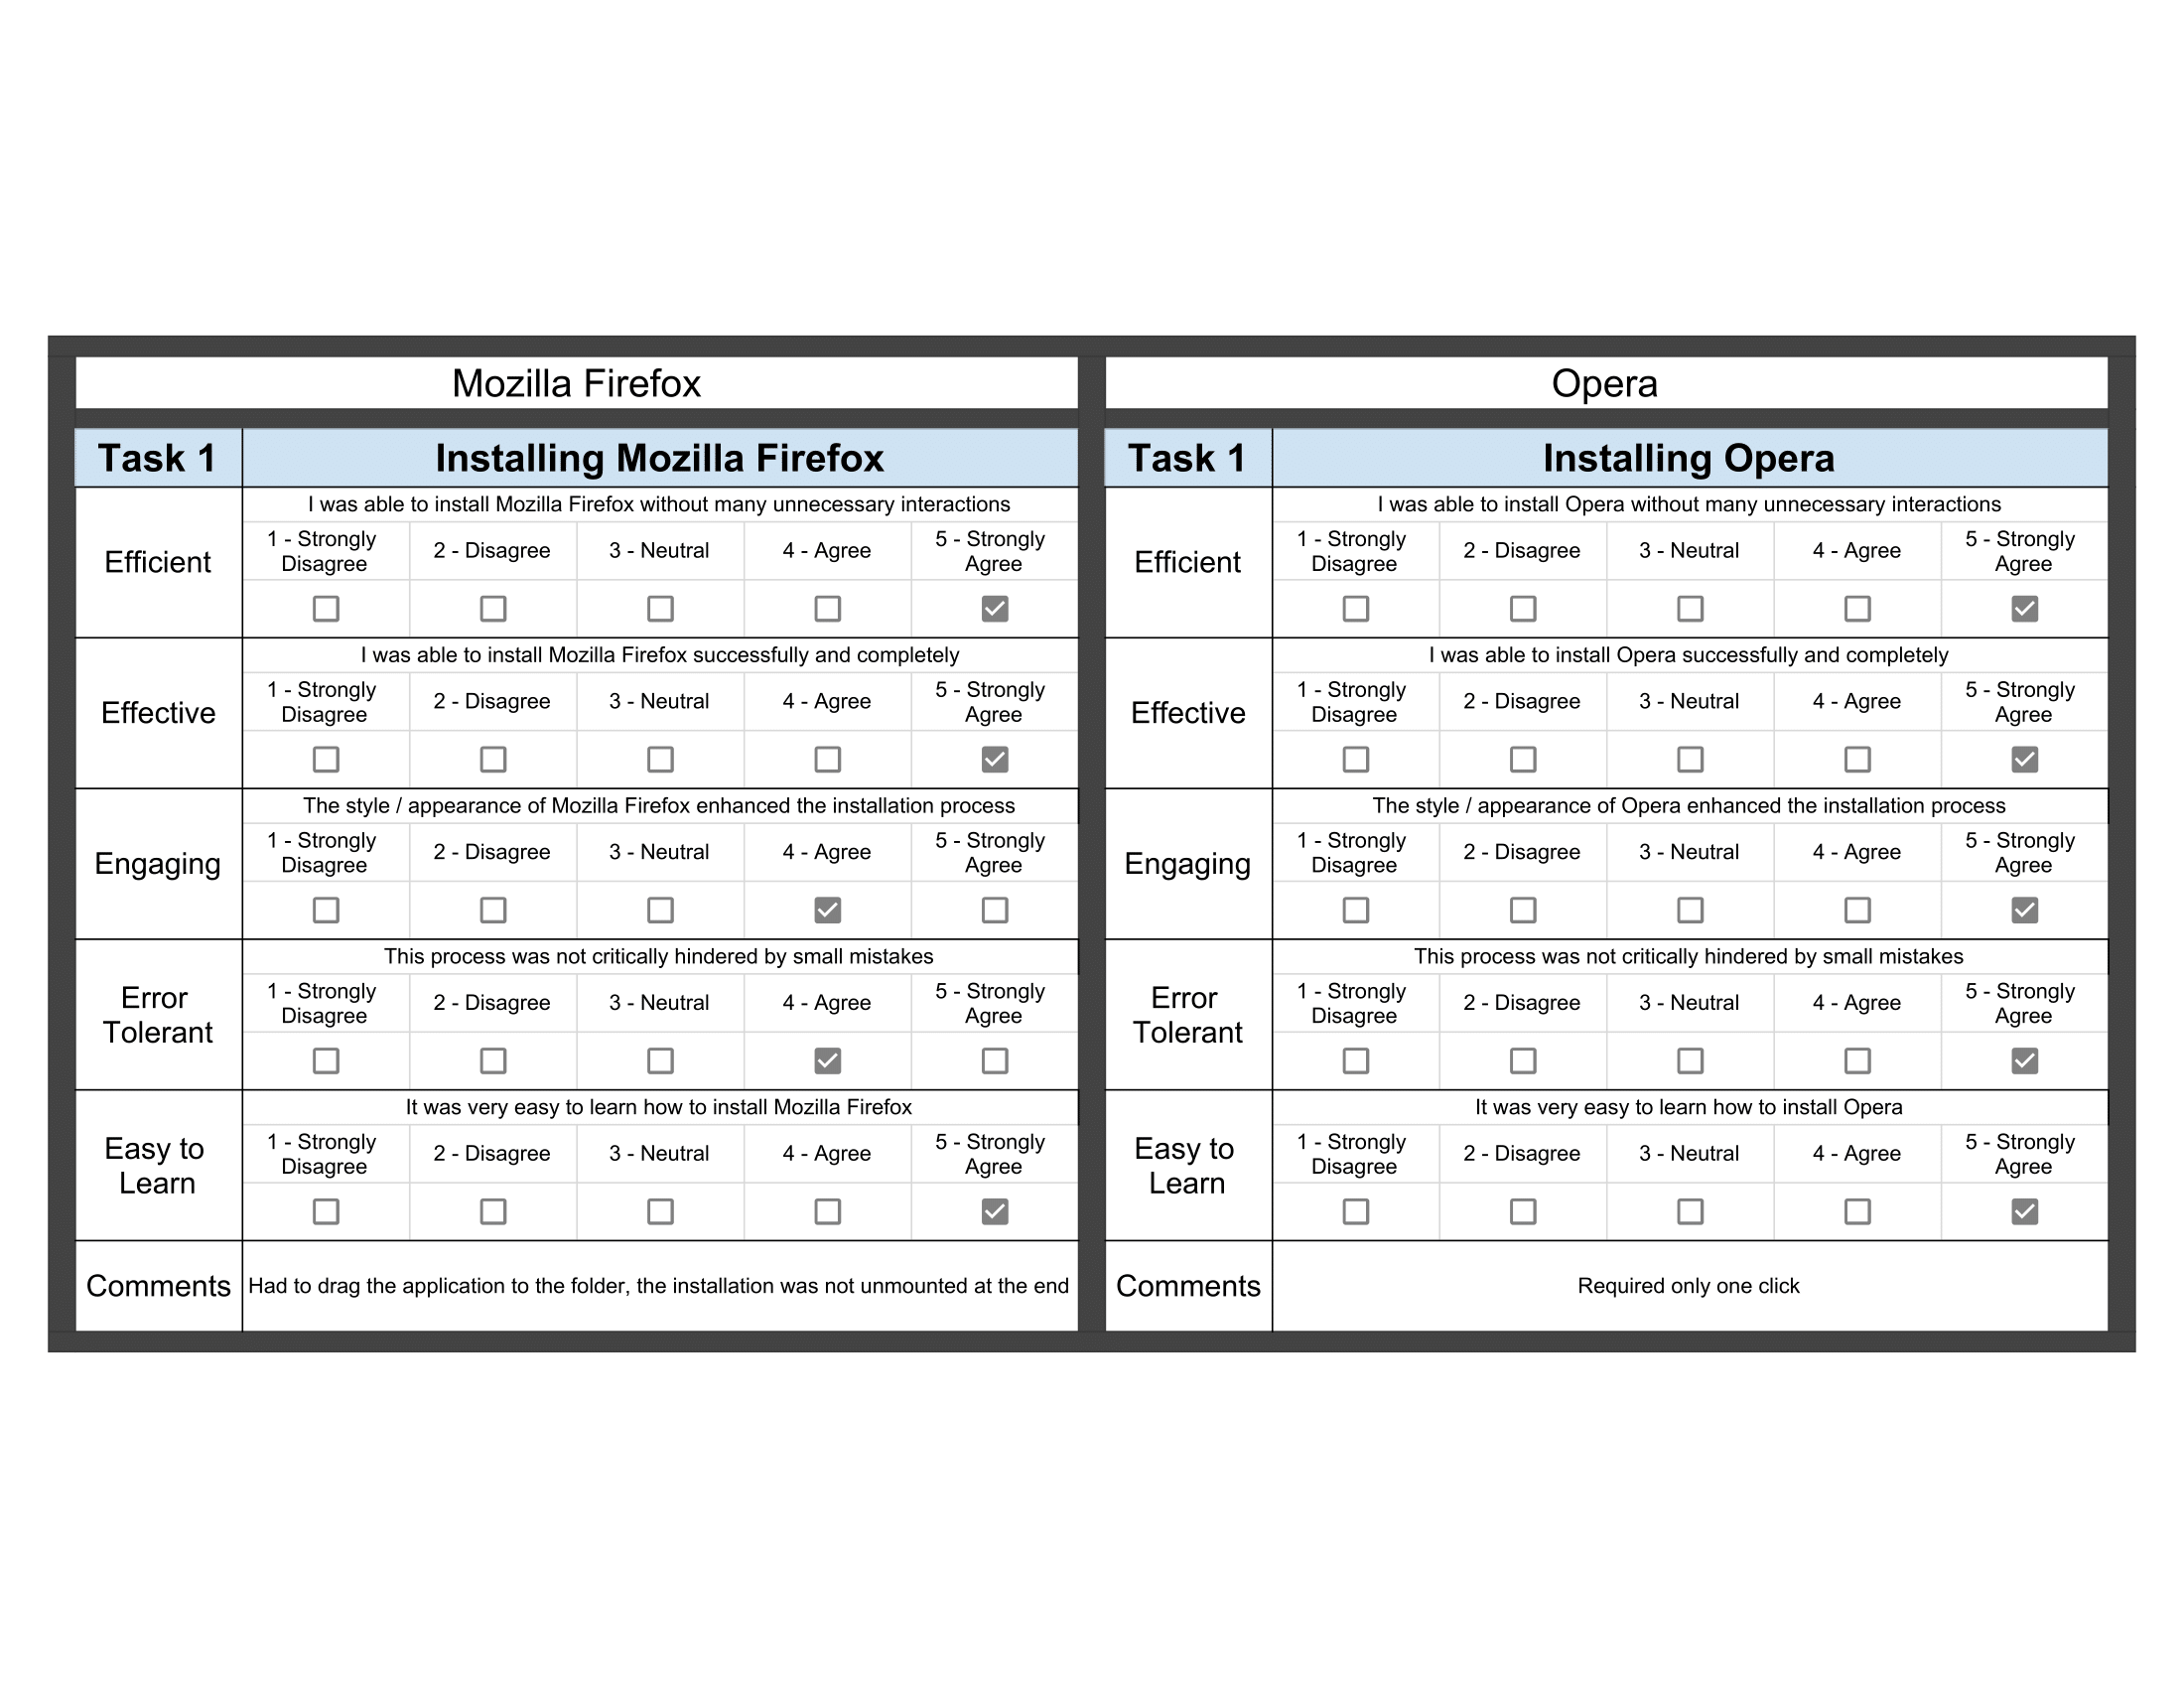 Mozilla Firefox
Task 1
Installing Mozilla Firefox
Efficient
I was able to install Mozilla Firefox without many unnecessary interactions
1 - Strongly
Disagree
2 - Disagree
3 - Neutral
4 - Agree
5 - Strongly
Agree
Effective
I was able to install Mozilla Firefox successfully and completely
1 - Strongly
Disagree
2 - Disagree
3 - Neutral
4 - Agree
5 - Strongly
Agree
Engaging
The style / appearance of Mozilla Firefox enhanced the installation process
1 - Strongly
Disagree
2 - Disagree
3 - Neutral
4 - Agree
5 - Strongly
Agree
Error
Tolerant
This process was not critically hindered by small mistakes
1 - Strongly
Disagree
2 - Disagree
3 - Neutral
4 - Agree
5 - Strongly
Agree
Easy to
Learn
It was very easy to learn how to install Mozilla Firefox
1 - Strongly
Disagree
2 - Disagree
3 - Neutral
4 - Agree
5 - Strongly
Agree
Comments
Had to drag the application to the folder, the installation was not unmounted at the end
Opera
Task 1
Installing Opera
Efficient
I was able to install Opera without many unnecessary interactions
1 - Strongly
Disagree
2 - Disagree
3 - Neutral
4 - Agree
5 - Strongly
Agree
Effective
I was able to install Opera successfully and completely
1 - Strongly
Disagree
2 - Disagree
3 - Neutral
4 - Agree
5 - Strongly
Agree
Engaging
The style / appearance of Opera enhanced the installation process
1 - Strongly
Disagree
2 - Disagree
3 - Neutral
4 - Agree
5 - Strongly
Agree
Error
Tolerant
This process was not critically hindered by small mistakes
1 - Strongly
Disagree
2 - Disagree
3 - Neutral
4 - Agree
5 - Strongly
Agree
Easy to
Learn
It was very easy to learn how to install Opera
1 - Strongly
Disagree
2 - Disagree
3 - Neutral
4 - Agree
5 - Strongly
Agree
Comments
Required only one click